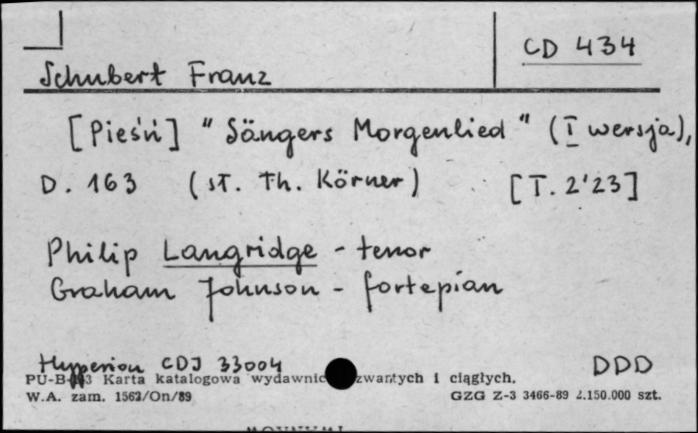 CD 434
Schubert Franz
[Pieśń] "Sängers Morgenlied" (I wersja),
D. 163 (sł. Th. Körner) [T. 2'23]
Philip Langridge - tenor
Graham Johnson - fortepian
Hyperion CDJ 33004 DDD
Karta katalogowa wydawnic zwartych i ciągłych.
W.A. zam. 1562/On/89 GZG Z-3 3466-89 2.150.000 szt.